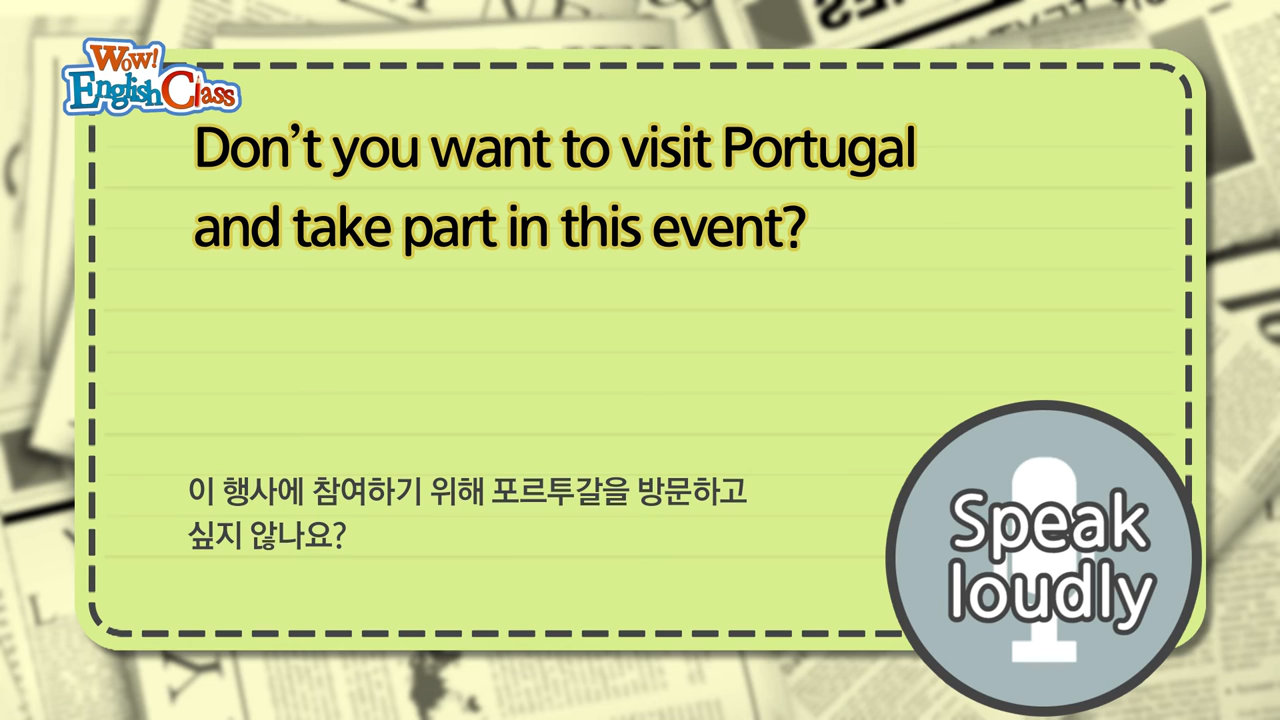 Wow!
English Class
Don't you want to visit Portugal
and take part in this event?
이 행사에 참여하기 위해 포르투갈을 방문하고
싶지 않나요?
Speak
loudly